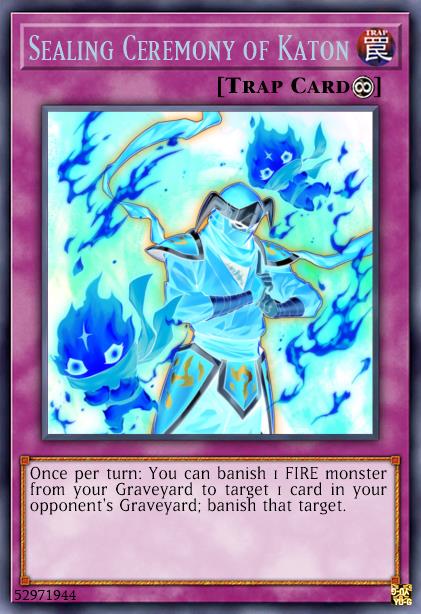 Sealing Ceremony of Katon
TRAP
罠
[Trap Card]
Once per turn: You can banish 1 FIRE monster
from your Graveyard to target 1 card in your
opponent's Graveyard; banish that target.
52971944